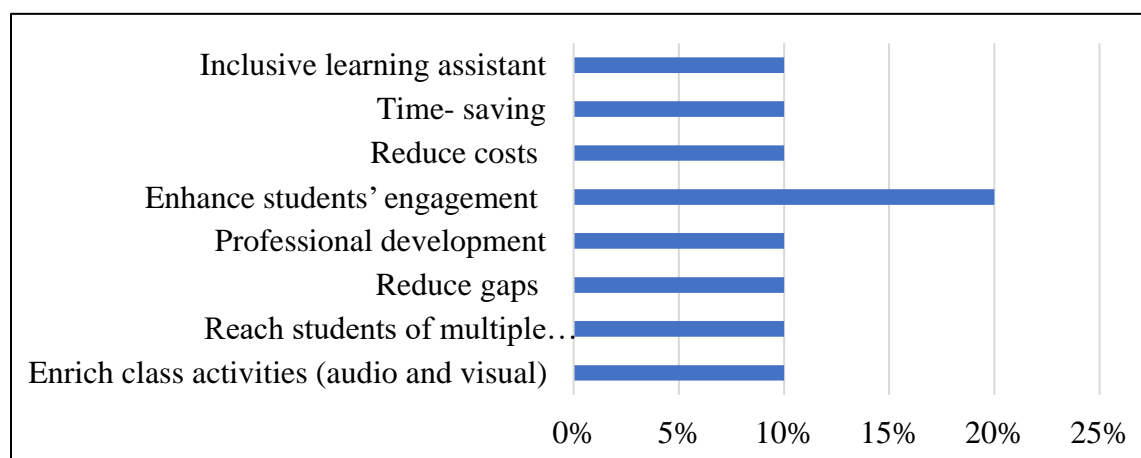 Inclusive learning assistant
Time- saving
Reduce costs
Enhance students’ engagement
Professional development
Reduce gaps
Reach students of multiple…
Enrich class activities (audio and visual)
0% 5% 10% 15% 20% 25%